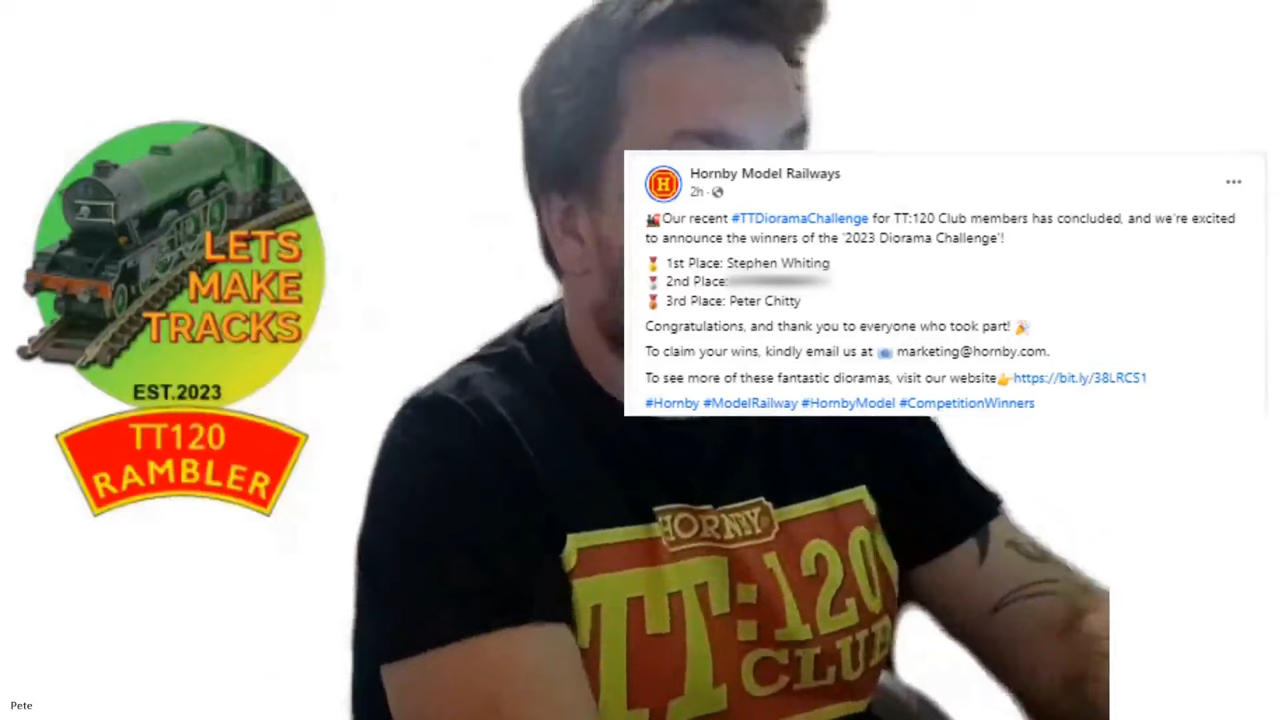 LETS
MAKE
TRACKS
EST.2023
TT120
RAMBLER
Hornby Model Railways
2h ·
Our recent #TTDioramaChallenge for TT:120 Club members has concluded, and we're excited
to announce the winners of the '2023 Diorama Challenge'!
1st Place: Stephen Whiting
2nd Place:
3rd Place: Peter Chitty
Congratulations, and thank you to everyone who took part!
To claim your wins, kindly email us at marketing@hornby.com.
To see more of these fantastic dioramas, visit our website👉https://bit.ly/38LRCS1
#Hornby #ModelRailway #HornbyModel #CompetitionWinners
HORNBY
TT:120
CLUB
Pete